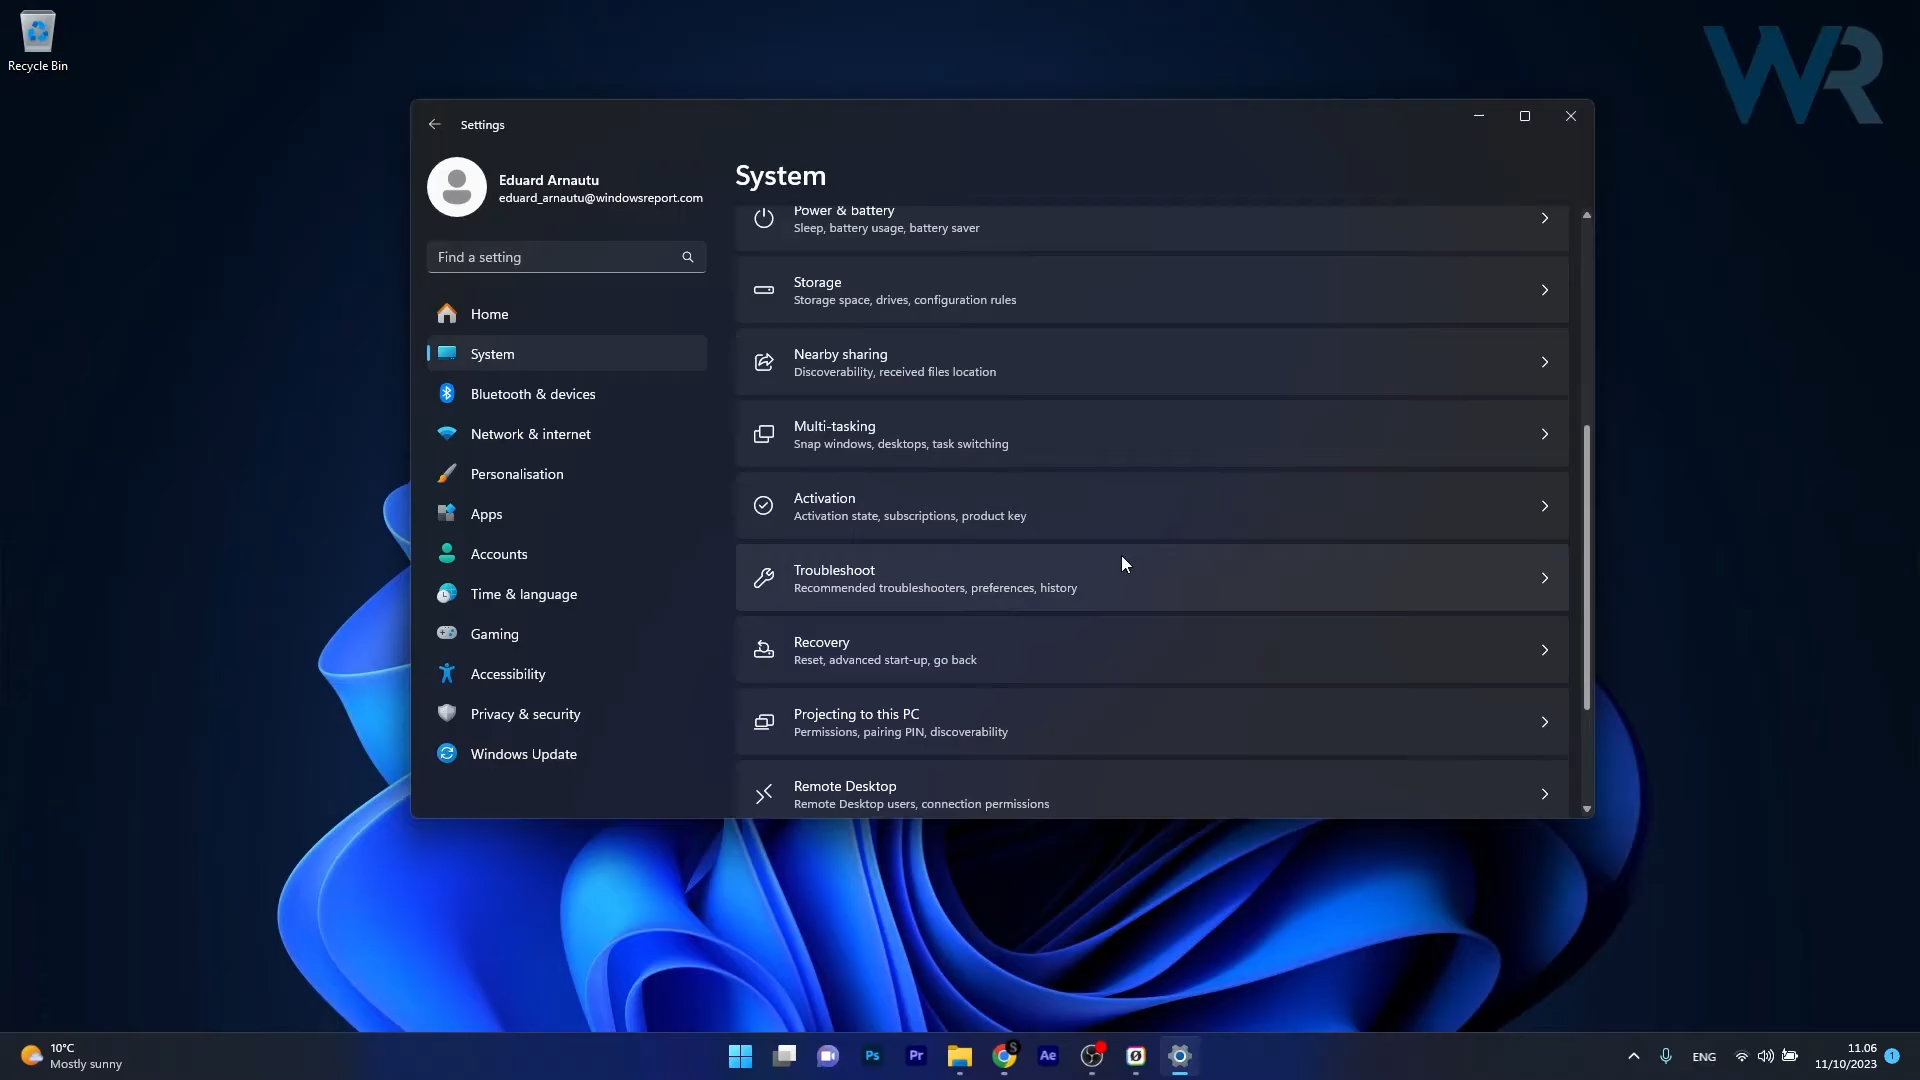 Recycle Bin
WR
Settings
Eduard Arnautu
eduard_arnautu@windowsreport.com
Find a setting
Home
System
Bluetooth & devices
Network & internet
Personalisation
Apps
Accounts
Time & language
Gaming
Accessibility
Privacy & security
Windows Update
System
Power & battery
Sleep, battery usage, battery saver
Storage
Storage space, drives, configuration rules
Nearby sharing
Discoverability, received files location
Multi-tasking
Snap windows, desktops, task switching
Activation
Activation state, subscriptions, product key
Troubleshoot
Recommended troubleshooters, preferences, history
Recovery
Reset, advanced start-up, go back
Projecting to this PC
Permissions, pairing PIN, discoverability
Remote Desktop
Remote Desktop users, connection permissions
10°C
Mostly sunny
Ps
Pr
S
Ae
ENG
11.06
11/10/2023
1